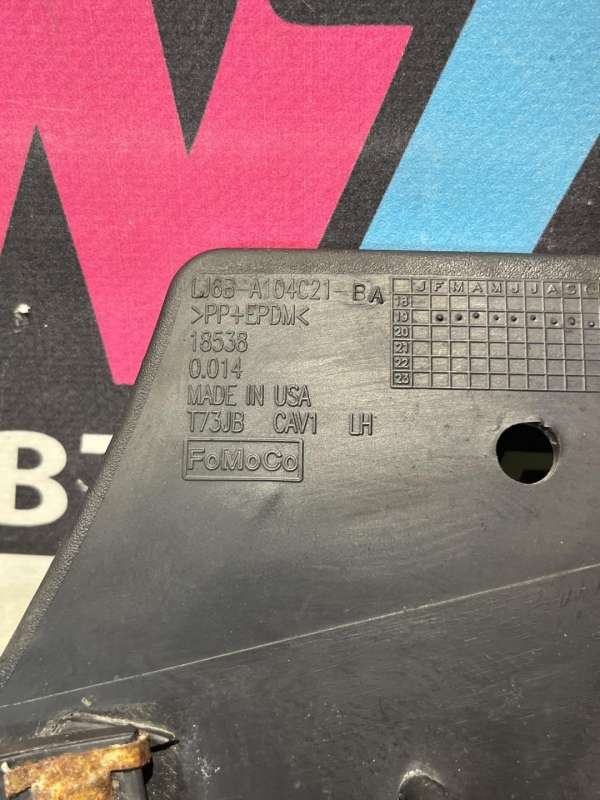 LJ6B-A104C21-BA
>PP+EPDM<
18538
0.014
MADE IN USA
T73JB CAV1 LH
FoMoCo
J F M A M J J A S
18
19
20
21
22
23